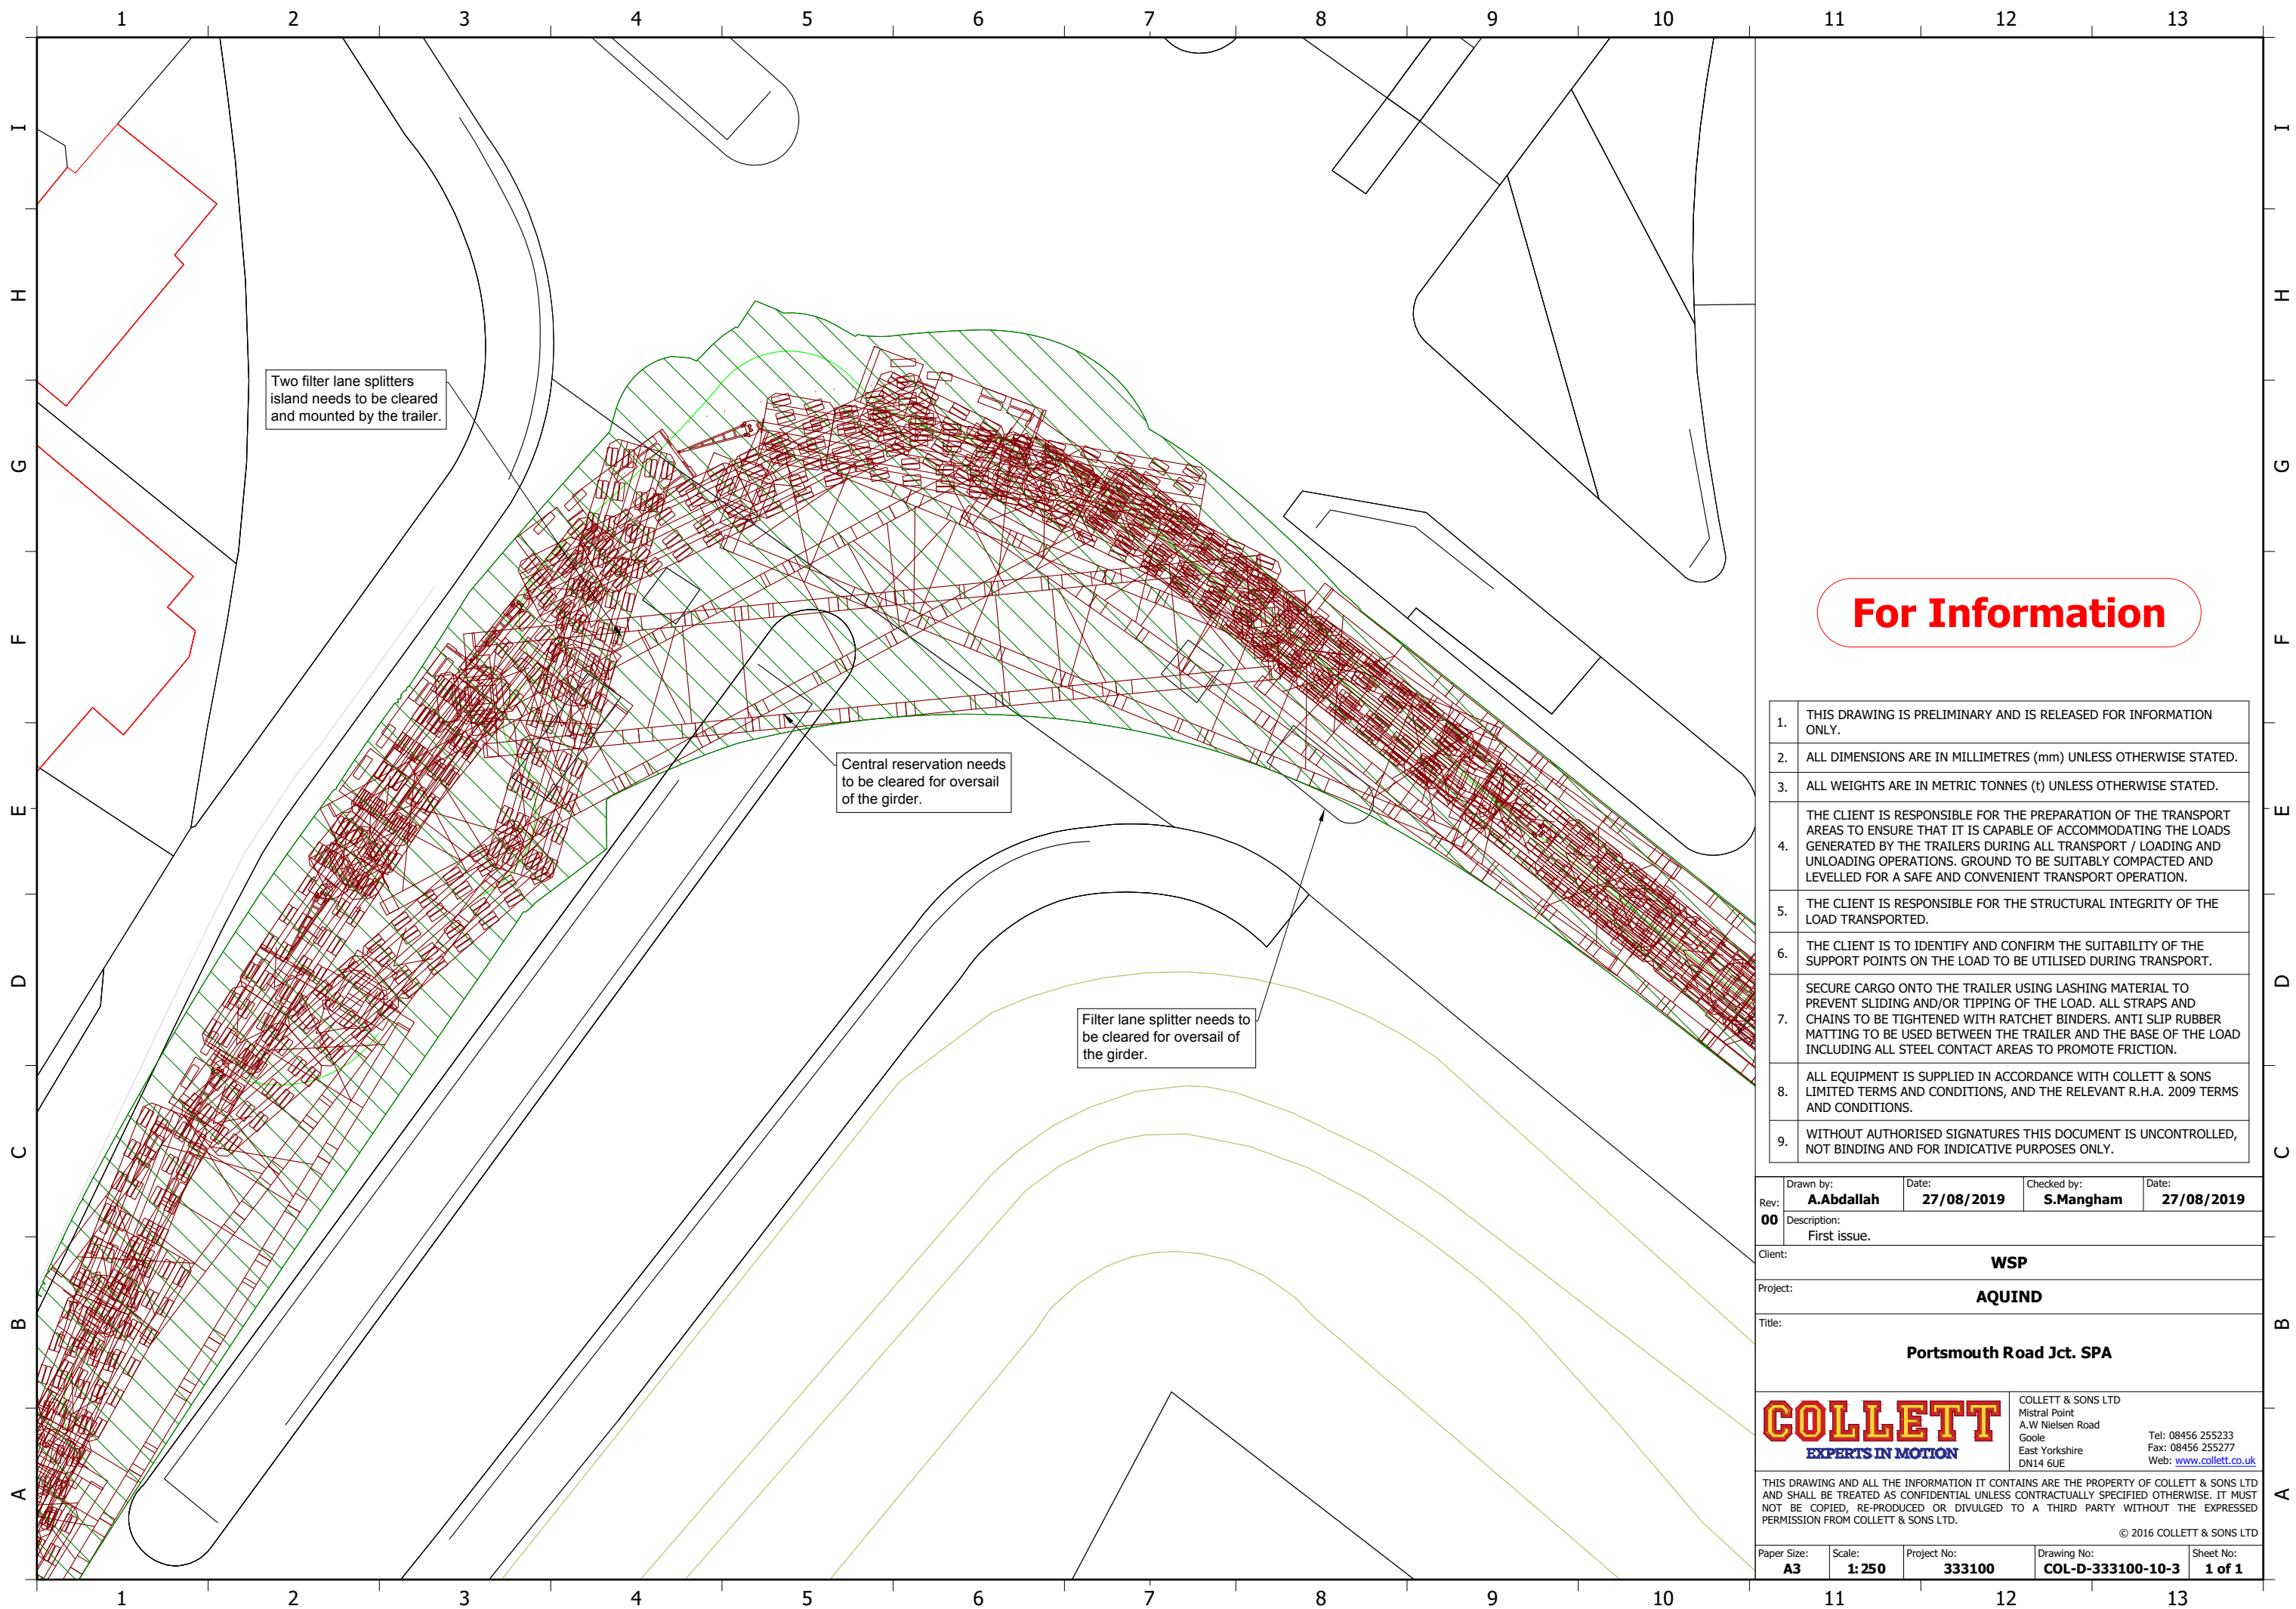 1 2 3 4 5 6 7 8 9 10 11 12 13
I I
H H
G G
F F
E E
D D
C C
B B
A A
Two filter lane splitters
island needs to be cleared
and mounted by the trailer.
Central reservation needs
to be cleared for oversail
of the girder.
Filter lane splitter needs to
be cleared for oversail of
the girder.
For Information
1. THIS DRAWING IS PRELIMINARY AND IS RELEASED FOR INFORMATION
ONLY.
2. ALL DIMENSIONS ARE IN MILLIMETRES (mm) UNLESS OTHERWISE STATED.
3. ALL WEIGHTS ARE IN METRIC TONNES (t) UNLESS OTHERWISE STATED.
4. THE CLIENT IS RESPONSIBLE FOR THE PREPARATION OF THE TRANSPORT
AREAS TO ENSURE THAT IT IS CAPABLE OF ACCOMMODATING THE LOADS
GENERATED BY THE TRAILERS DURING ALL TRANSPORT / LOADING AND
UNLOADING OPERATIONS. GROUND TO BE SUITABLY COMPACTED AND
LEVELLED FOR A SAFE AND CONVENIENT TRANSPORT OPERATION.
5. THE CLIENT IS RESPONSIBLE FOR THE STRUCTURAL INTEGRITY OF THE
LOAD TRANSPORTED.
6. THE CLIENT IS TO IDENTIFY AND CONFIRM THE SUITABILITY OF THE
SUPPORT POINTS ON THE LOAD TO BE UTILISED DURING TRANSPORT.
7. SECURE CARGO ONTO THE TRAILER USING LASHING MATERIAL TO
PREVENT SLIDING AND/OR TIPPING OF THE LOAD. ALL STRAPS AND
CHAINS TO BE TIGHTENED WITH RATCHET BINDERS. ANTI SLIP RUBBER
MATTING TO BE USED BETWEEN THE TRAILER AND THE BASE OF THE LOAD
INCLUDING ALL STEEL CONTACT AREAS TO PROMOTE FRICTION.
8. ALL EQUIPMENT IS SUPPLIED IN ACCORDANCE WITH COLLETT & SONS
LIMITED TERMS AND CONDITIONS, AND THE RELEVANT R.H.A. 2009 TERMS
AND CONDITIONS.
9. WITHOUT AUTHORISED SIGNATURES THIS DOCUMENT IS UNCONTROLLED,
NOT BINDING AND FOR INDICATIVE PURPOSES ONLY.
Rev: Drawn by: Date: Checked by: Date:
A.Abdallah 27/08/2019 S.Mangham 27/08/2019
00 Description:
First issue.
Client:
WSP
Project:
AQUIND
Title:
Portsmouth Road Jct. SPA
COLLETT
EXPERTS IN MOTION
COLLETT & SONS LTD
Mistral Point
A.W Nielsen Road
Goole
East Yorkshire
DN14 6UE
Tel: 08456 255233
Fax: 08456 255277
Web: www.collett.co.uk
THIS DRAWING AND ALL THE INFORMATION IT CONTAINS ARE THE PROPERTY OF COLLETT & SONS LTD
AND SHALL BE TREATED AS CONFIDENTIAL UNLESS CONTRACTUALLY SPECIFIED OTHERWISE. IT MUST
NOT BE COPIED, RE-PRODUCED OR DIVULGED TO A THIRD PARTY WITHOUT THE EXPRESSED
PERMISSION FROM COLLETT & SONS LTD.
© 2016 COLLETT & SONS LTD
Paper Size: Scale: Project No: Drawing No: Sheet No:
A3 1:250 333100 COL-D-333100-10-3 1 of 1
1 2 3 4 5 6 7 8 9 10 11 12 13